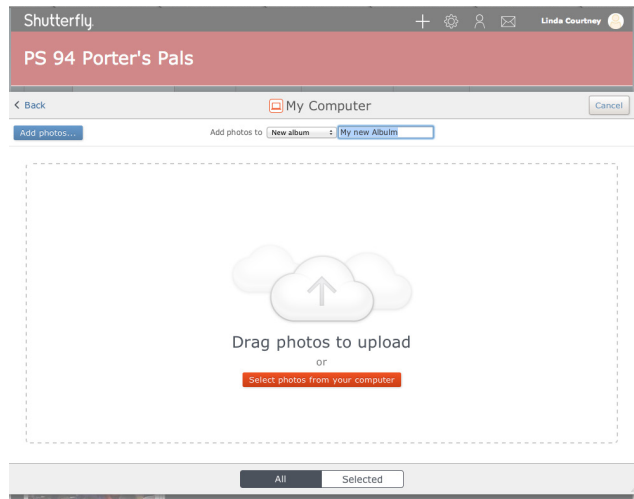 Shutterfly. Linda Courtney
PS 94 Porter's Pals
Back My Computer Cancel
Add photos... Add photos to New album My new Albulm
Drag photos to upload
or
Select photos from your computer
All Selected